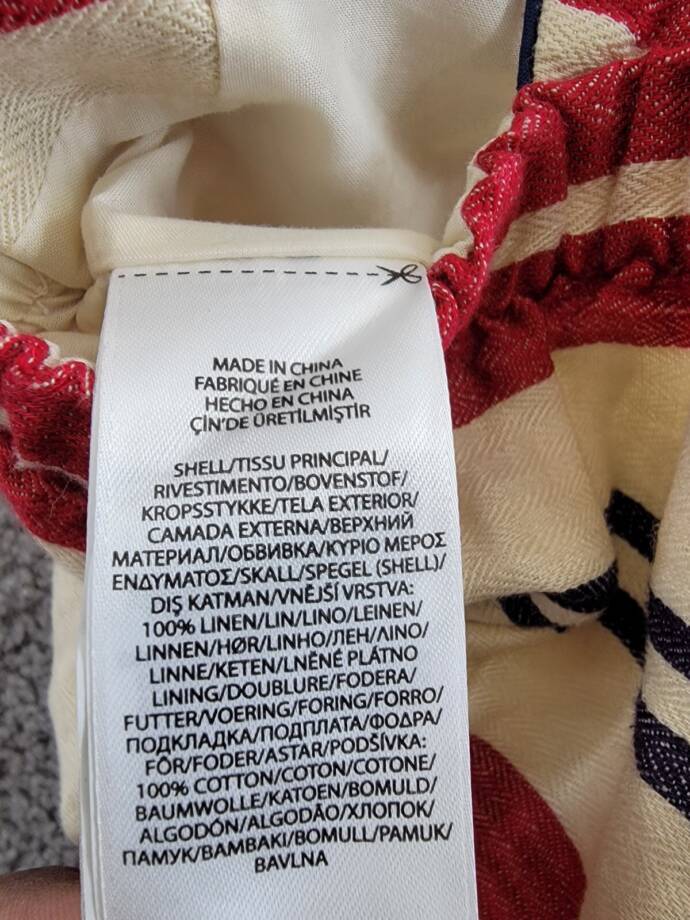 MADE IN CHINA
FABRIQUÉ EN CHINE
HECHO EN CHINA
ÇİN'DE ÜRETİLMİŞTİR
SHELL/TISSU PRINCIPAL/
RIVESTIMENTO/BOVENSTOF/
KROPSSTYKKE/TELA EXTERIOR/
CAMADA EXTERNA/ВЕРХНИЙ
МАТЕРИАЛ/ОБВИВКА/ΚΥΡΙΟ ΜΕΡΟΣ
ΕΝΔΥΜΑΤΟΣ/SKALL/SPEGEL (SHELL)/
DIŞ KATMAN/VNĚJŠÍ VRSTVA:
100% LINEN/LIN/LINO/LEINEN/
LINNEN/HØR/LINHO/ЛЕН/ΛΙΝΟ/
LINNE/KETEN/LNĚNÉ PLÁTNO
LINING/DOUBLURE/FODERA/
FUTTER/VOERING/FORING/FORRO/
ПОДКЛАДКА/ПОДПЛАТА/ΦΟΔΡΑ/
FÔR/FODER/ASTAR/PODŠÍVKA:
100% COTTON/COTON/COTONE/
BAUMWOLLE/KATOEN/BOMULD/
ALGODÓN/ALGODÃO/ХЛОПОК/
ПАМУК/ΒΑΜΒΑΚΙ/BOMULL/PAMUK/
BAVLNA